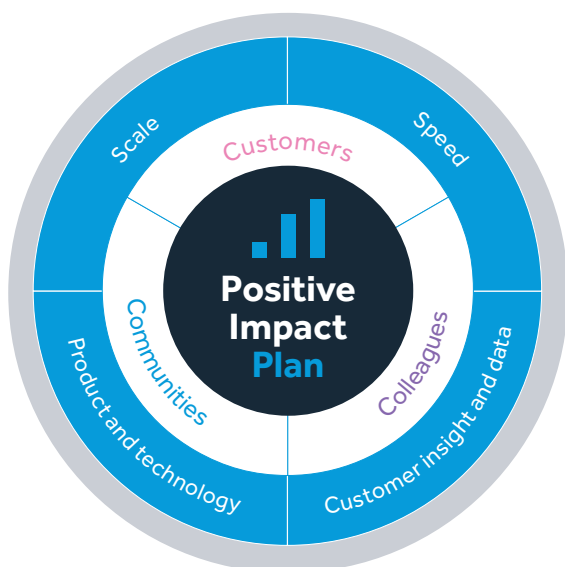 Scale
Speed
Customers
Positive
Impact
Plan
Communities
Colleagues
Product and technology
Customer insight and data